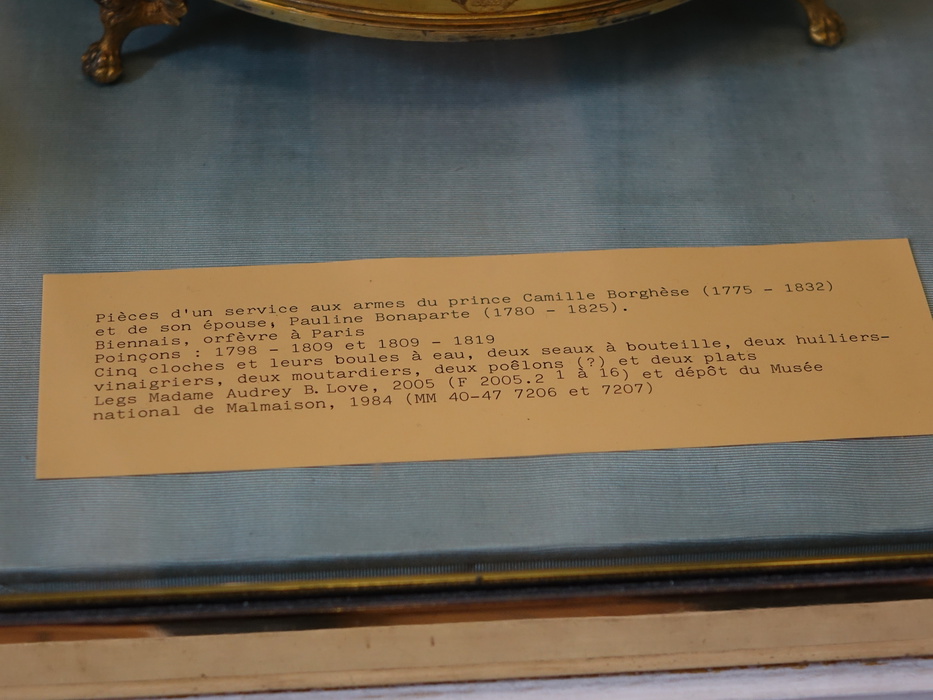 Pièces d'un service aux armes du prince Camille Borghèse (1775 - 1832)
et de son épouse, Pauline Bonaparte (1780 - 1825).
Biennais, orfèvre à Paris
Poinçons : 1798 - 1809 et 1809 - 1819
Cinq cloches et leurs boules à eau, deux seaux à bouteille, deux huiliers-
vinaigriers, deux moutardiers, deux poêlons (?) et deux plats
Legs Madame Audrey B. Love, 2005 (F 2005.2 1 à 16) et dépôt du Musée
national de Malmaison, 1984 (MM 40-47 7206 et 7207)